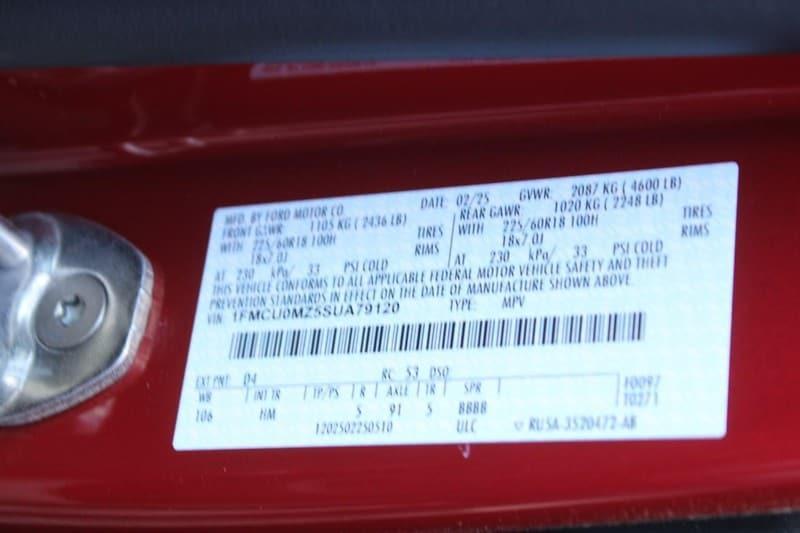 MFD. BY FORD MOTOR CO. DATE: 02/25 GVWR: 2087 KG ( 4600 LB)
FRONT GAWR: 1105 KG ( 2436 LB) REAR GAWR: 1020 KG ( 2248 LB)
WITH 225/60R18 100H TIRES WITH 225/60R18 100H TIRES
18x7.0J RIMS 18x7.0J RIMS
AT 230 kPa/ 33 PSI COLD AT 230 kPa/ 33 PSI COLD
THIS VEHICLE CONFORMS TO ALL APPLICABLE FEDERAL MOTOR VEHICLE SAFETY AND THEFT
PREVENTION STANDARDS IN EFFECT ON THE DATE OF MANUFACTURE SHOWN ABOVE.
VIN: 1FMCU0MZ5SUA79120 TYPE: MPV
EXT PNT: D4 RC: 53 DSO:
WB INT TR TP/PS R AXLE TR SPR F0097
106 HM 5 91 5 BBBB T0271
1202502250510 ULC ▽ RU5A-3520472-AB